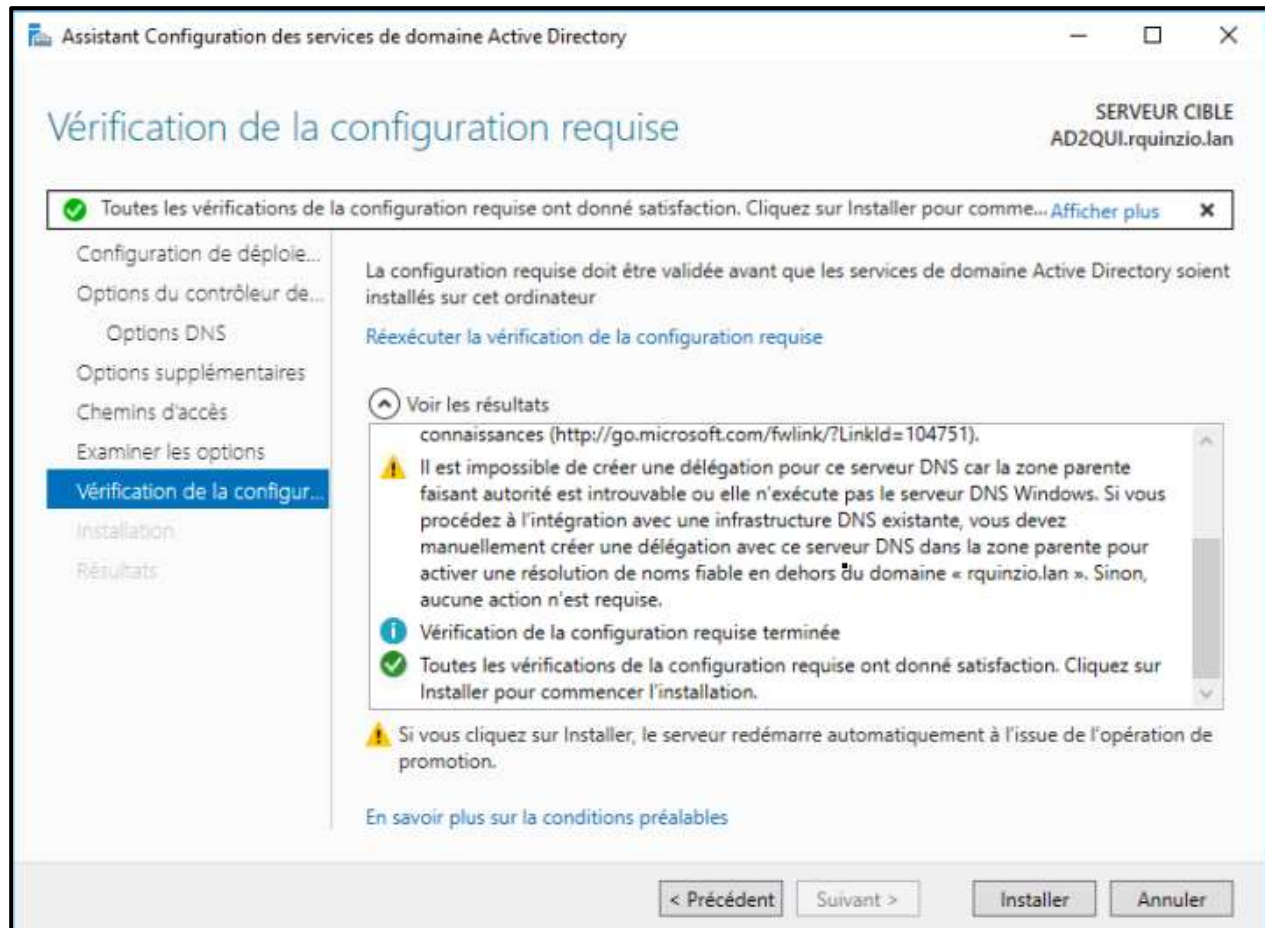 Assistant Configuration des services de domaine Active Directory
Vérification de la configuration requise
SERVEUR CIBLE
AD2QUI.rquinzio.lan
Toutes les vérifications de la configuration requise ont donné satisfaction. Cliquez sur Installer pour comme... Afficher plus
Configuration de déploie...
Options du contrôleur de...
Options DNS
Options supplémentaires
Chemins d'accès
Examiner les options
Vérification de la configur...
Installation
Résultats
La configuration requise doit être validée avant que les services de domaine Active Directory soient
installés sur cet ordinateur
Réexécuter la vérification de la configuration requise
Voir les résultats
connaissances (http://go.microsoft.com/fwlink/?LinkId=104751).
Il est impossible de créer une délégation pour ce serveur DNS car la zone parente
faisant autorité est introuvable ou elle n'exécute pas le serveur DNS Windows. Si vous
procédez à l'intégration avec une infrastructure DNS existante, vous devez
manuellement créer une délégation avec ce serveur DNS dans la zone parente pour
activer une résolution de noms fiable en dehors du domaine « rquinzio.lan ». Sinon,
aucune action n'est requise.
Vérification de la configuration requise terminée
Toutes les vérifications de la configuration requise ont donné satisfaction. Cliquez sur
Installer pour commencer l'installation.
Si vous cliquez sur Installer, le serveur redémarre automatiquement à l'issue de l'opération de
promotion.
En savoir plus sur la conditions préalables
< Précédent
Suivant >
Installer
Annuler